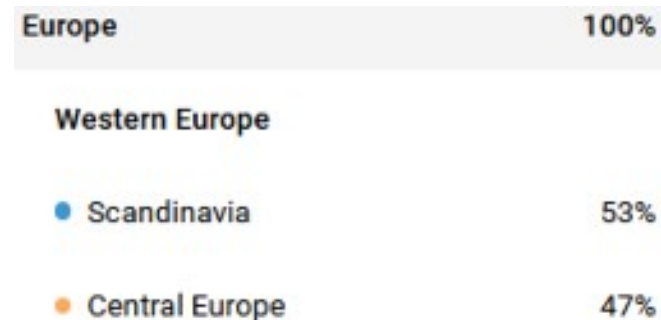 Europe 100%
Western Europe
Scandinavia 53%
Central Europe 47%